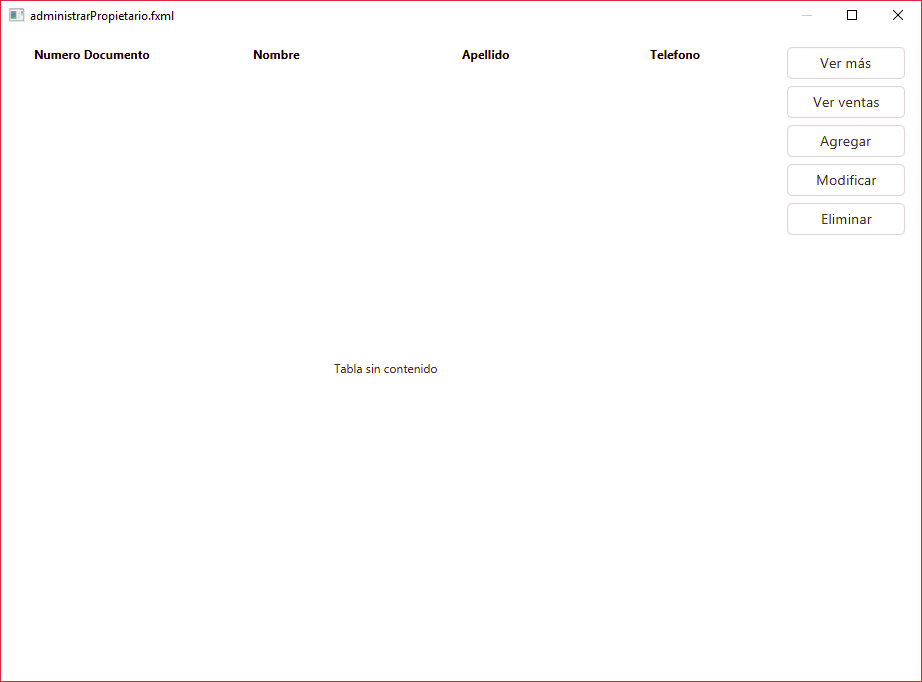 administrarPropietario.fxml
Numero Documento Nombre Apellido Telefono
Ver más
Ver ventas
Agregar
Modificar
Eliminar
Tabla sin contenido